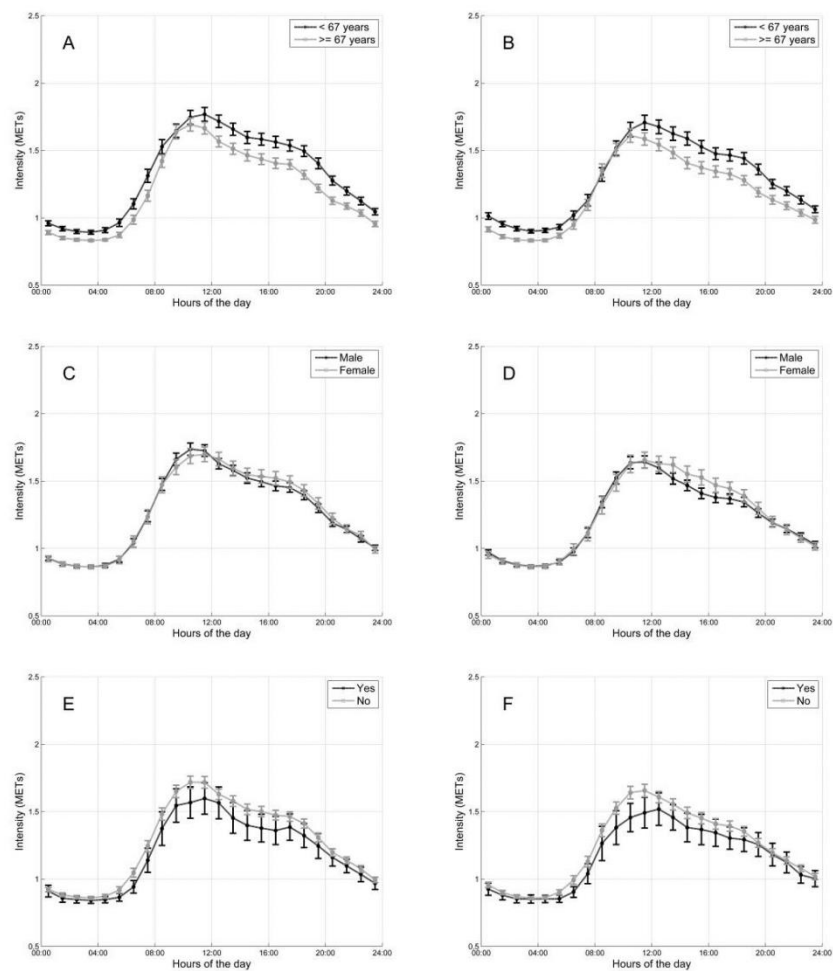 A
< 67 years
>= 67 years
2.5
2
1.5
1
0.5
Intensity (METs)
00:00 04:00 08:00 12:00 16:00 20:00 24:00
Hours of the day
B
< 67 years
>= 67 years
2.5
2
1.5
1
0.5
Intensity (METs)
00:00 04:00 08:00 12:00 16:00 20:00 24:00
Hours of the day
C
Male
Female
2.5
2
1.5
1
0.5
Intensity (METs)
00:00 04:00 08:00 12:00 16:00 20:00 24:00
Hours of the day
D
Male
Female
2.5
2
1.5
1
0.5
Intensity (METs)
00:00 04:00 08:00 12:00 16:00 20:00 24:00
Hours of the day
E
Yes
No
2.5
2
1.5
1
0.5
Intensity (METs)
00:00 04:00 08:00 12:00 16:00 20:00 24:00
Hours of the day
F
Yes
No
2.5
2
1.5
1
0.5
Intensity (METs)
00:00 04:00 08:00 12:00 16:00 20:00 24:00
Hours of the day